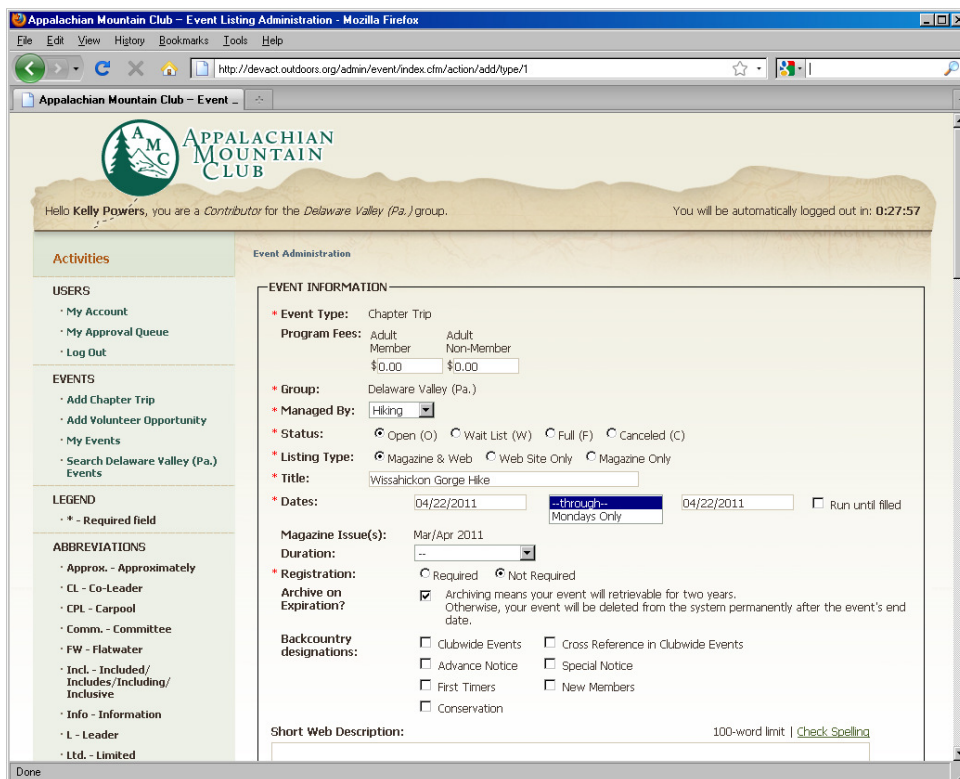 Appalachian Mountain Club — Event Listing Administration - Mozilla Firefox
File Edit View History Bookmarks Tools Help
http://devact.outdoors.org/admin/event/index.cfm/action/add/type/1
Appalachian Mountain Club — Event ...
AMC
APPALACHIAN
MOUNTAIN
CLUB
Hello Kelly Powers, you are a Contributor for the Delaware Valley (Pa.) group.
You will be automatically logged out in: 0:27:57
Activities
USERS
· My Account
· My Approval Queue
· Log Out
EVENTS
· Add Chapter Trip
· Add Volunteer Opportunity
· My Events
· Search Delaware Valley (Pa.)
Events
LEGEND
· * - Required field
ABBREVIATIONS
· Approx. - Approximately
· CL - Co-Leader
· CPL - Carpool
· Comm. - Committee
· FW - Flatwater
· Incl. - Included/
Includes/Including/
Inclusive
· Info - Information
· L - Leader
· Ltd. - Limited
Event Administration
EVENT INFORMATION
* Event Type: Chapter Trip
Program Fees: Adult Adult
Member Non-Member
$0.00 $0.00
* Group: Delaware Valley (Pa.)
* Managed By: Hiking
* Status: Open (O) Wait List (W) Full (F) Canceled (C)
* Listing Type: Magazine & Web Web Site Only Magazine Only
* Title: Wissahickon Gorge Hike
* Dates: 04/22/2011 --through-- 04/22/2011 Run until filled
Mondays Only
Magazine Issue(s): Mar/Apr 2011
Duration: --
* Registration: Required Not Required
Archive on Archiving means your event will retrievable for two years.
Expiration? Otherwise, your event will be deleted from the system permanently after the event's end
date.
Backcountry Clubwide Events Cross Reference in Clubwide Events
designations:
Advance Notice Special Notice
First Timers New Members
Conservation
Short Web Description: 100-word limit | Check Spelling
Done